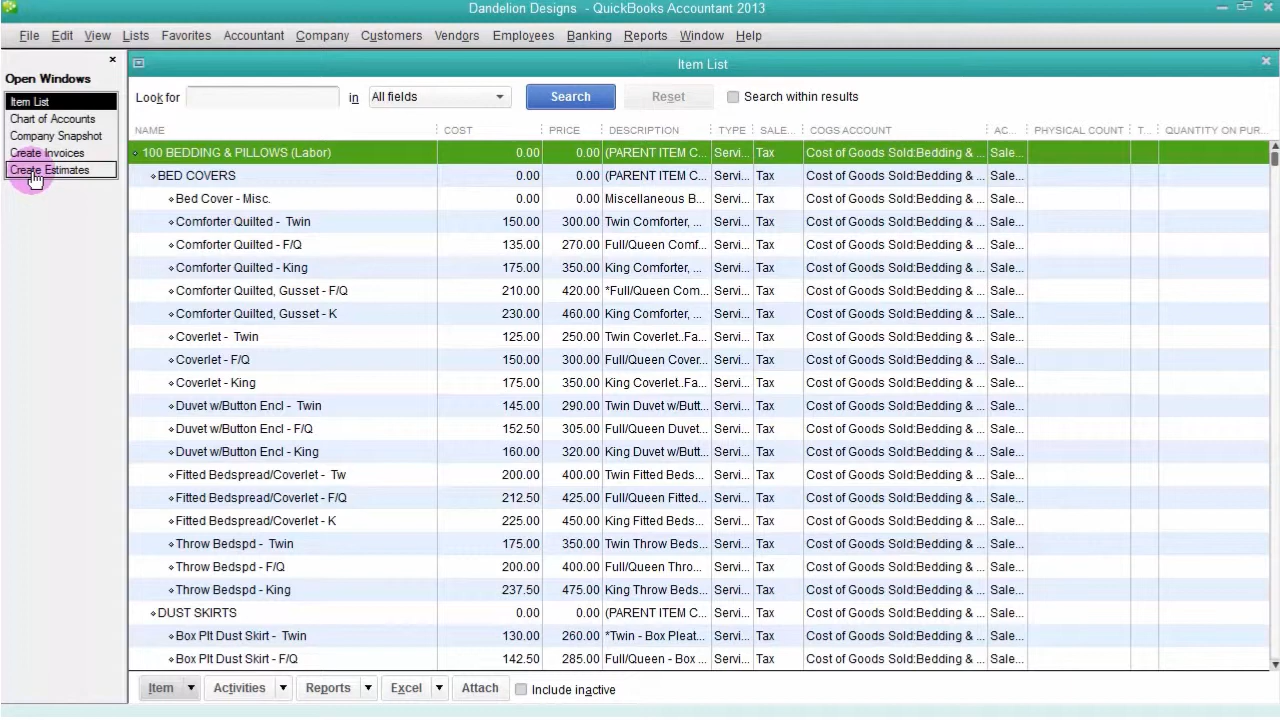 Dandelion Designs - QuickBooks Accountant 2013
File Edit View Lists Favorites Accountant Company Customers Vendors Employees Banking Reports Window Help
Open Windows
Item List
Chart of Accounts
Company Snapshot
Create Invoices
Create Estimates
Item List
Look for in All fields Search Reset Search within results
NAME COST PRICE DESCRIPTION TYPE SALE... COGS ACCOUNT AC... PHYSICAL COUNT T... QUANTITY ON PUR...
100 BEDDING & PILLOWS (Labor) 0.00 0.00 (PARENT ITEM C... Servi... Tax Cost of Goods Sold:Bedding & ... Sale...
BED COVERS 0.00 0.00 (PARENT ITEM C... Servi... Tax Cost of Goods Sold:Bedding & ... Sale...
Bed Cover - Misc. 0.00 0.00 Miscellaneous B... Servi... Tax Cost of Goods Sold:Bedding & ... Sale...
Comforter Quilted - Twin 150.00 300.00 Twin Comforter, ... Servi... Tax Cost of Goods Sold:Bedding & ... Sale...
Comforter Quilted - F/Q 135.00 270.00 Full/Queen Comf... Servi... Tax Cost of Goods Sold:Bedding & ... Sale...
Comforter Quilted - King 175.00 350.00 King Comforter, ... Servi... Tax Cost of Goods Sold:Bedding & ... Sale...
Comforter Quilted, Gusset - F/Q 210.00 420.00 *Full/Queen Com... Servi... Tax Cost of Goods Sold:Bedding & ... Sale...
Comforter Quilted, Gusset - K 230.00 460.00 King Comforter, ... Servi... Tax Cost of Goods Sold:Bedding & ... Sale...
Coverlet - Twin 125.00 250.00 Twin Coverlet..Fa... Servi... Tax Cost of Goods Sold:Bedding & ... Sale...
Coverlet - F/Q 150.00 300.00 Full/Queen Cover... Servi... Tax Cost of Goods Sold:Bedding & ... Sale...
Coverlet - King 175.00 350.00 King Coverlet..Fa... Servi... Tax Cost of Goods Sold:Bedding & ... Sale...
Duvet w/Button Encl - Twin 145.00 290.00 Twin Duvet w/Butt... Servi... Tax Cost of Goods Sold:Bedding & ... Sale...
Duvet w/Button Encl - F/Q 152.50 305.00 Full/Queen Duvet... Servi... Tax Cost of Goods Sold:Bedding & ... Sale...
Duvet w/Button Encl - King 160.00 320.00 King Duvet w/Butt... Servi... Tax Cost of Goods Sold:Bedding & ... Sale...
Fitted Bedspread/Coverlet - Tw 200.00 400.00 Twin Fitted Beds... Servi... Tax Cost of Goods Sold:Bedding & ... Sale...
Fitted Bedspread/Coverlet - F/Q 212.50 425.00 Full/Queen Fitted... Servi... Tax Cost of Goods Sold:Bedding & ... Sale...
Fitted Bedspread/Coverlet - K 225.00 450.00 King Fitted Beds... Servi... Tax Cost of Goods Sold:Bedding & ... Sale...
Throw Bedspd - Twin 175.00 350.00 Twin Throw Beds... Servi... Tax Cost of Goods Sold:Bedding & ... Sale...
Throw Bedspd - F/Q 200.00 400.00 Full/Queen Thro... Servi... Tax Cost of Goods Sold:Bedding & ... Sale...
Throw Bedspd - King 237.50 475.00 King Throw Beds... Servi... Tax Cost of Goods Sold:Bedding & ... Sale...
DUST SKIRTS 0.00 0.00 (PARENT ITEM C... Servi... Tax Cost of Goods Sold:Bedding & ... Sale...
Box Plt Dust Skirt - Twin 130.00 260.00 *Twin - Box Pleat... Servi... Tax Cost of Goods Sold:Bedding & ... Sale...
Box Plt Dust Skirt - F/Q 142.50 285.00 Full/Queen - Box ... Servi... Tax Cost of Goods Sold:Bedding & ... Sale...
Item Activities Reports Excel Attach Include inactive